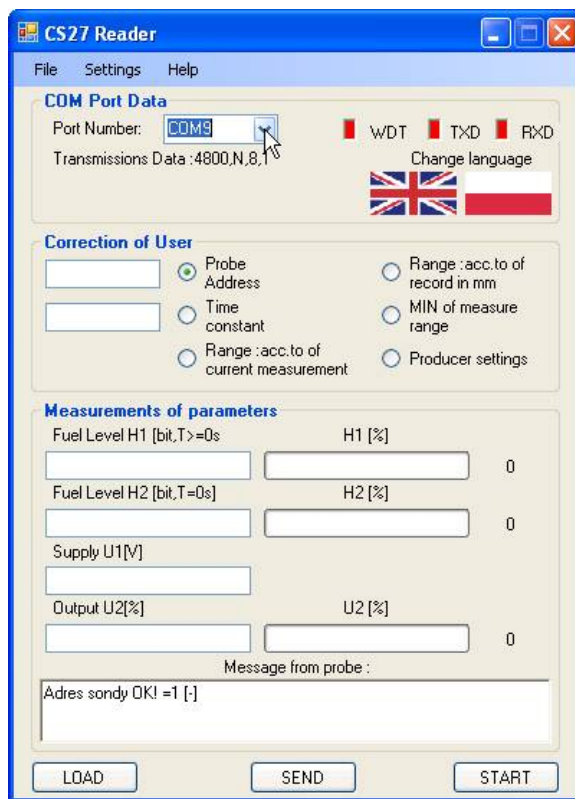 CS27 Reader
File Settings Help
COM Port Data
Port Number: COM9 WDT TXD RXD
Transmissions Data :4800,N,8,1 Change language
Correction of User
Probe
Address
Range :acc.to of
record in mm
Time
constant
MIN of measure
range
Range :acc.to of
current measurement
Producer settings
Measurements of parameters
Fuel Level H1 [bit,T>=0s H1 [%]
0
Fuel Level H2 [bit,T=0s] H2 [%]
0
Supply U1[V]
Output U2[%] U2 [%]
0
Message from probe :
Adres sondy OK! =1 [-]
LOAD SEND START